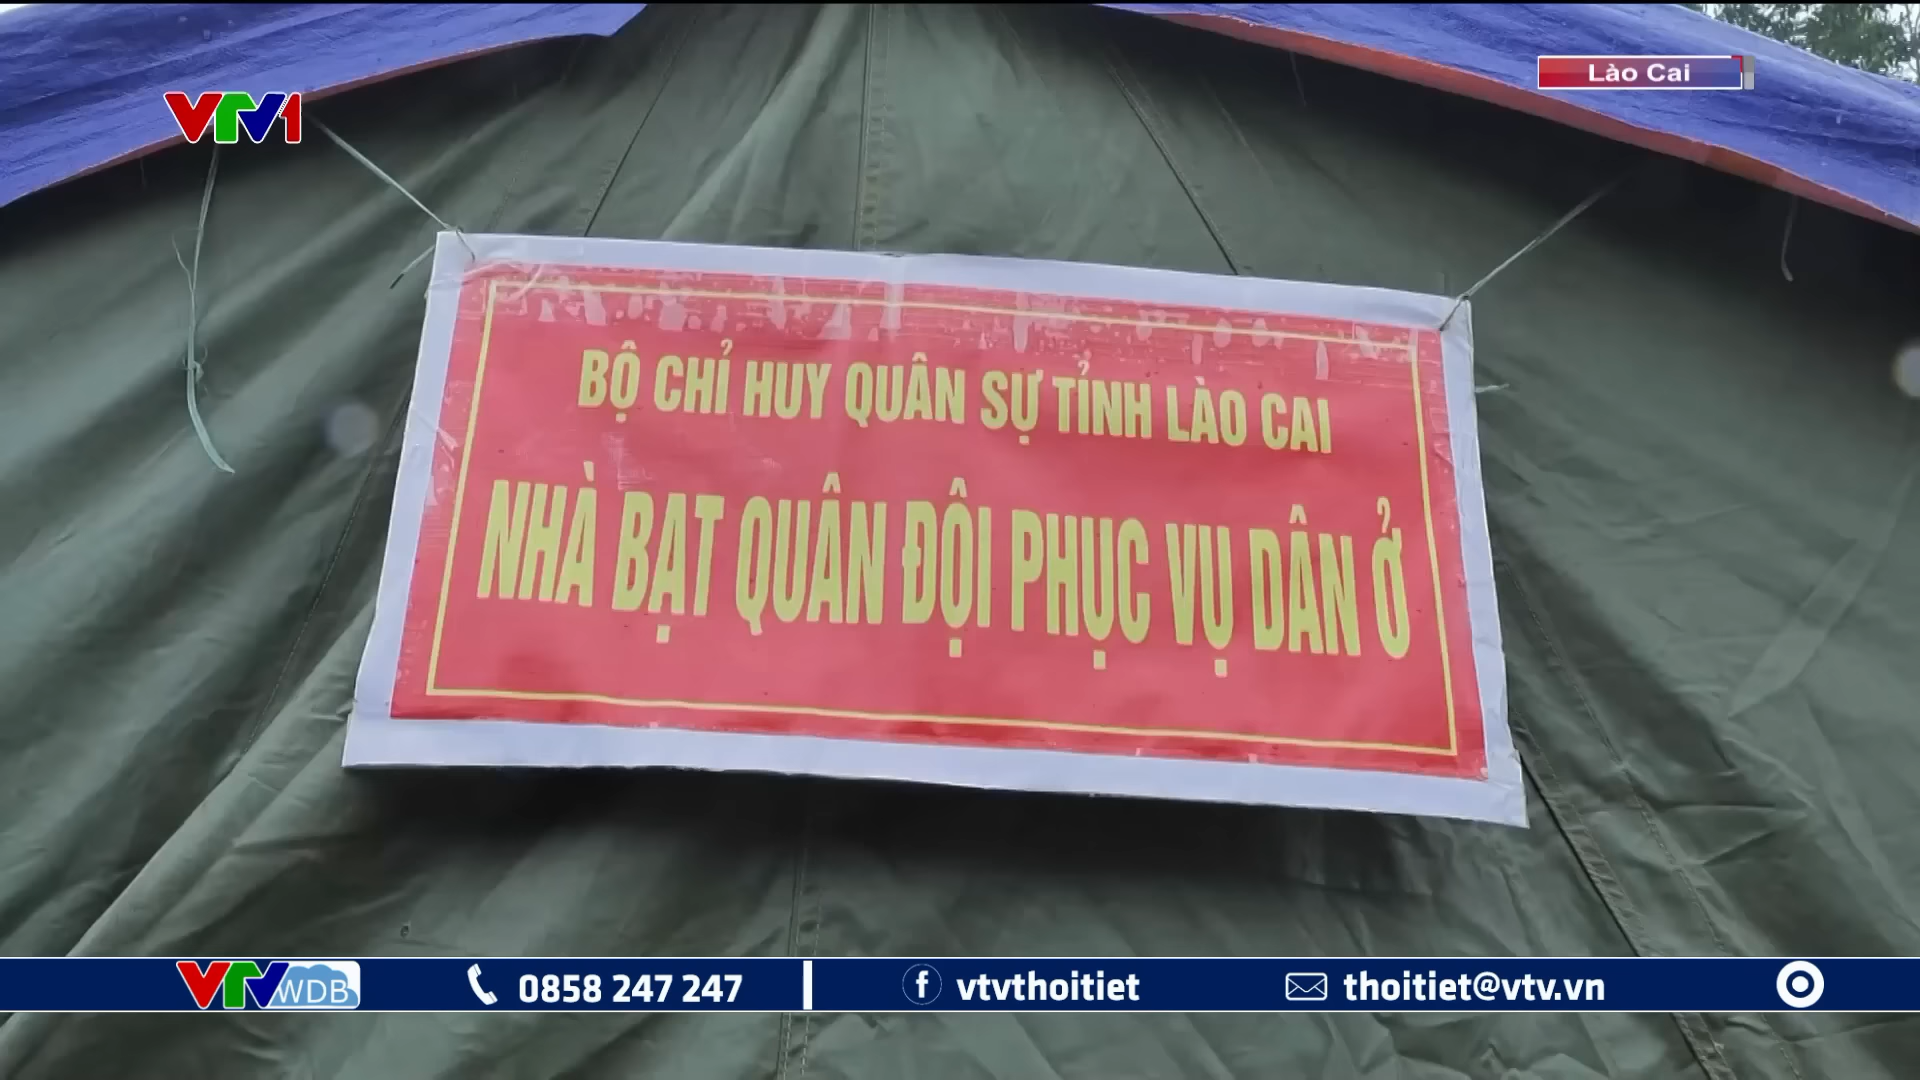 VTV1
Lào Cai
BỘ CHỈ HUY QUÂN SỰ TỈNH LÀO CAI
NHÀ BẠT QUÂN ĐỘI PHỤC VỤ DÂN Ở
VTV WDB
0858 247 247
vtvthoitiet
thoitiet@vtv.vn